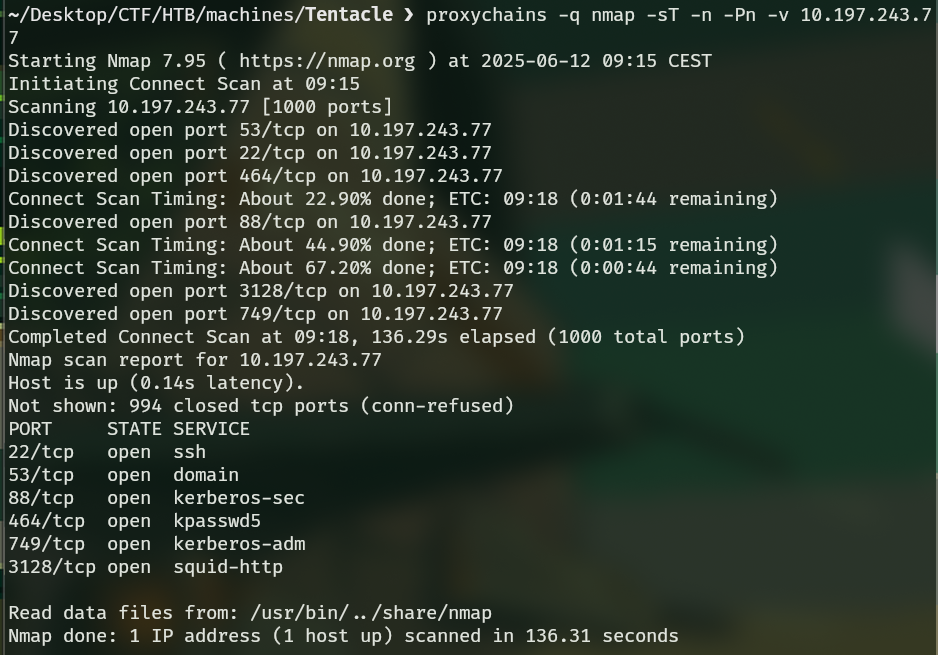 ~/Desktop/CTF/HTB/machines/Tentacle ❯ proxychains -q nmap -sT -n -Pn -v 10.197.243.7
7
Starting Nmap 7.95 ( https://nmap.org ) at 2025-06-12 09:15 CEST
Initiating Connect Scan at 09:15
Scanning 10.197.243.77 [1000 ports]
Discovered open port 53/tcp on 10.197.243.77
Discovered open port 22/tcp on 10.197.243.77
Discovered open port 464/tcp on 10.197.243.77
Connect Scan Timing: About 22.90% done; ETC: 09:18 (0:01:44 remaining)
Discovered open port 88/tcp on 10.197.243.77
Connect Scan Timing: About 44.90% done; ETC: 09:18 (0:01:15 remaining)
Connect Scan Timing: About 67.20% done; ETC: 09:18 (0:00:44 remaining)
Discovered open port 3128/tcp on 10.197.243.77
Discovered open port 749/tcp on 10.197.243.77
Completed Connect Scan at 09:18, 136.29s elapsed (1000 total ports)
Nmap scan report for 10.197.243.77
Host is up (0.14s latency).
Not shown: 994 closed tcp ports (conn-refused)
PORT     STATE SERVICE
22/tcp   open  ssh
53/tcp   open  domain
88/tcp   open  kerberos-sec
464/tcp  open  kpasswd5
749/tcp  open  kerberos-adm
3128/tcp open  squid-http
Read data files from: /usr/bin/../share/nmap
Nmap done: 1 IP address (1 host up) scanned in 136.31 seconds